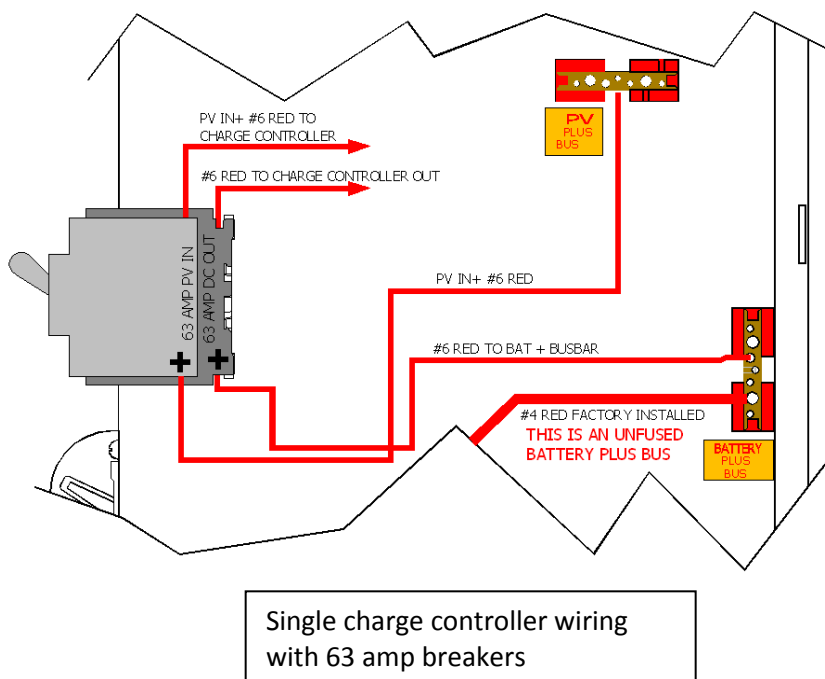 PV IN+ #6 RED TO
CHARGE CONTROLLER
#6 RED TO CHARGE CONTROLLER OUT
PV
PLUS
BUS
63 AMP PV IN
63 AMP DC OUT
+
+
PV IN+ #6 RED
#6 RED TO BAT + BUSBAR
#4 RED FACTORY INSTALLED
THIS IS AN UNFUSED
BATTERY PLUS BUS
BATTERY
PLUS
BUS
Single charge controller wiring
with 63 amp breakers